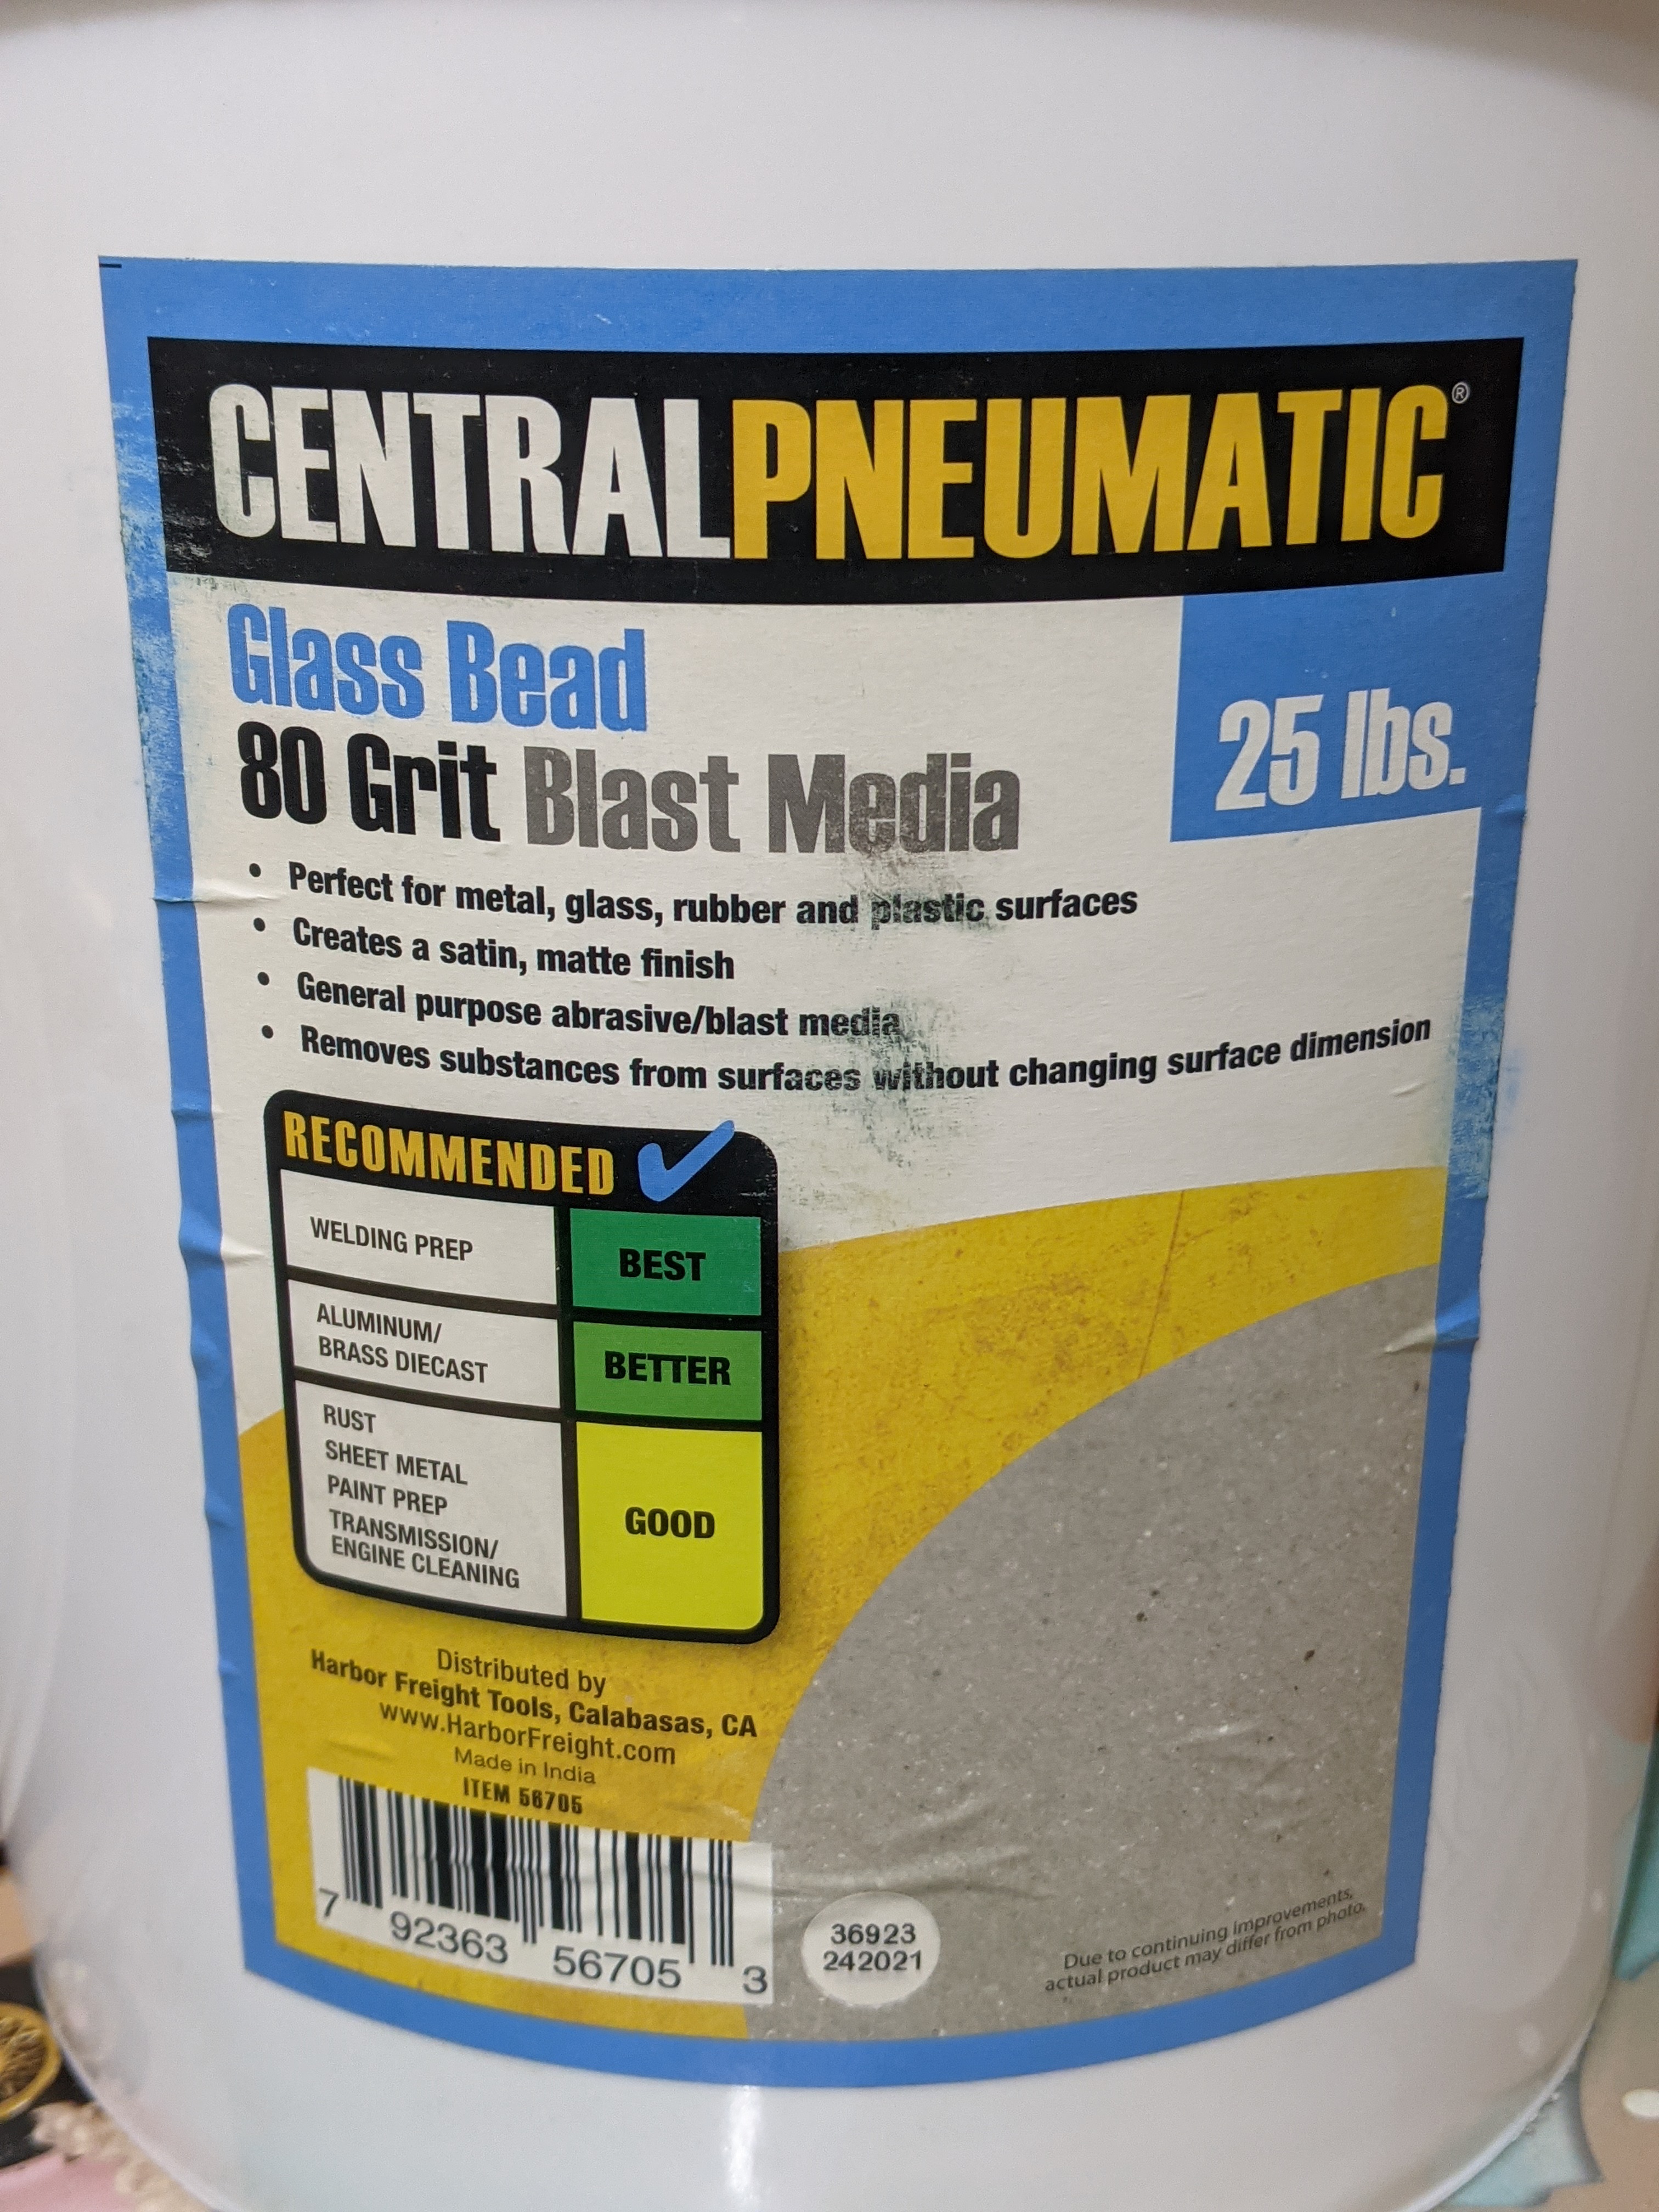 CENTRALPNEUMATIC®
Glass Bead
80 Grit Blast Media
25 lbs.
• Perfect for metal, glass, rubber and plastic surfaces
• Creates a satin, matte finish
• General purpose abrasive/blast media
• Removes substances from surfaces without changing surface dimension
RECOMMENDED
WELDING PREP
BEST
ALUMINUM/
BRASS DIECAST
BETTER
RUST
SHEET METAL
PAINT PREP
TRANSMISSION/
ENGINE CLEANING
GOOD
Distributed by
Harbor Freight Tools, Calabasas, CA
www.HarborFreight.com
Made in India
ITEM 56705
7 92363 56705 3
36923
242021
Due to continuing improvements,
actual product may differ from photo.